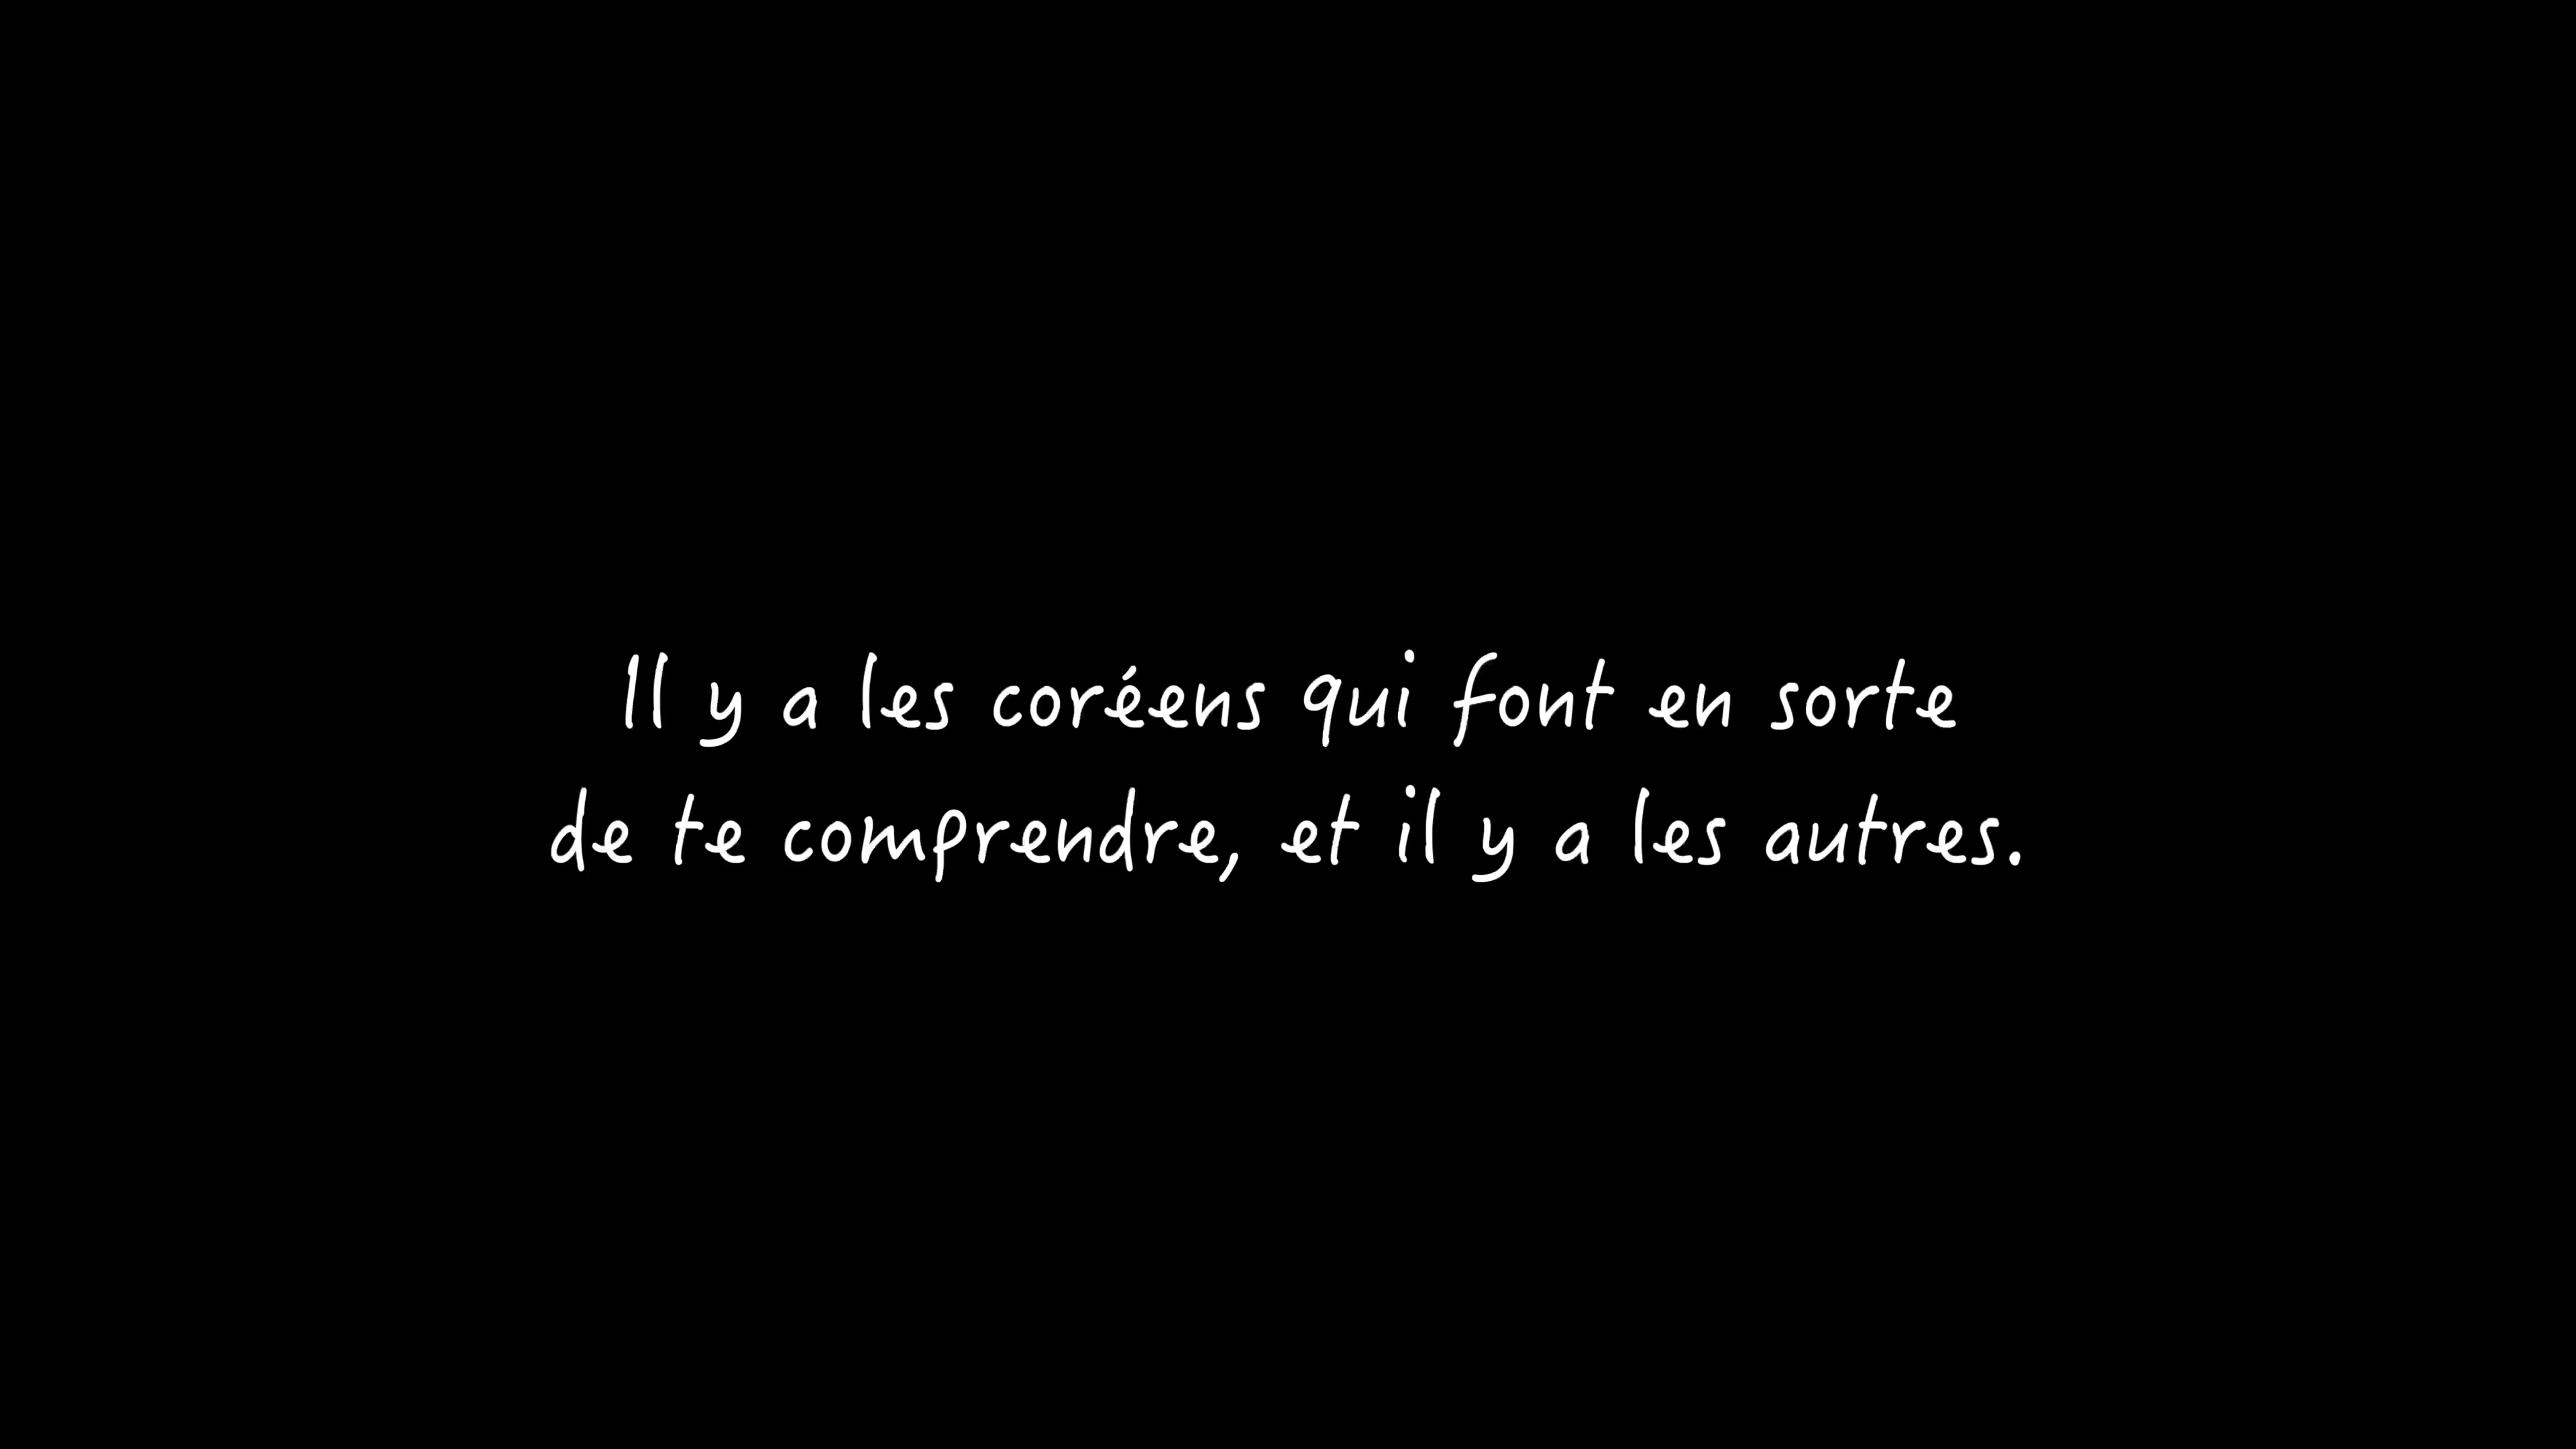 Il y a les coréens qui font en sorte
de te comprendre, et il y a les autres.